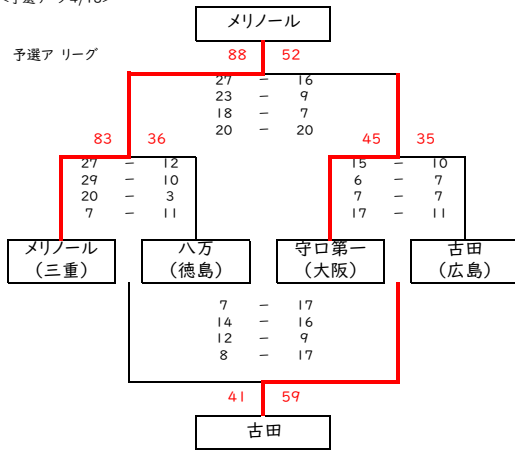 メリノール
予選ア リーグ
88 52
27 - 16
23 - 9
18 - 7
20 - 20
83 36
45 35
27 - 12
29 - 10
20 - 3
7 - 11
15 - 10
6 - 7
7 - 7
17 - 11
メリノール
（三重）
八万
（徳島）
守口第一
（大阪）
古田
（広島）
7 - 17
14 - 16
12 - 9
8 - 17
41 59
古田